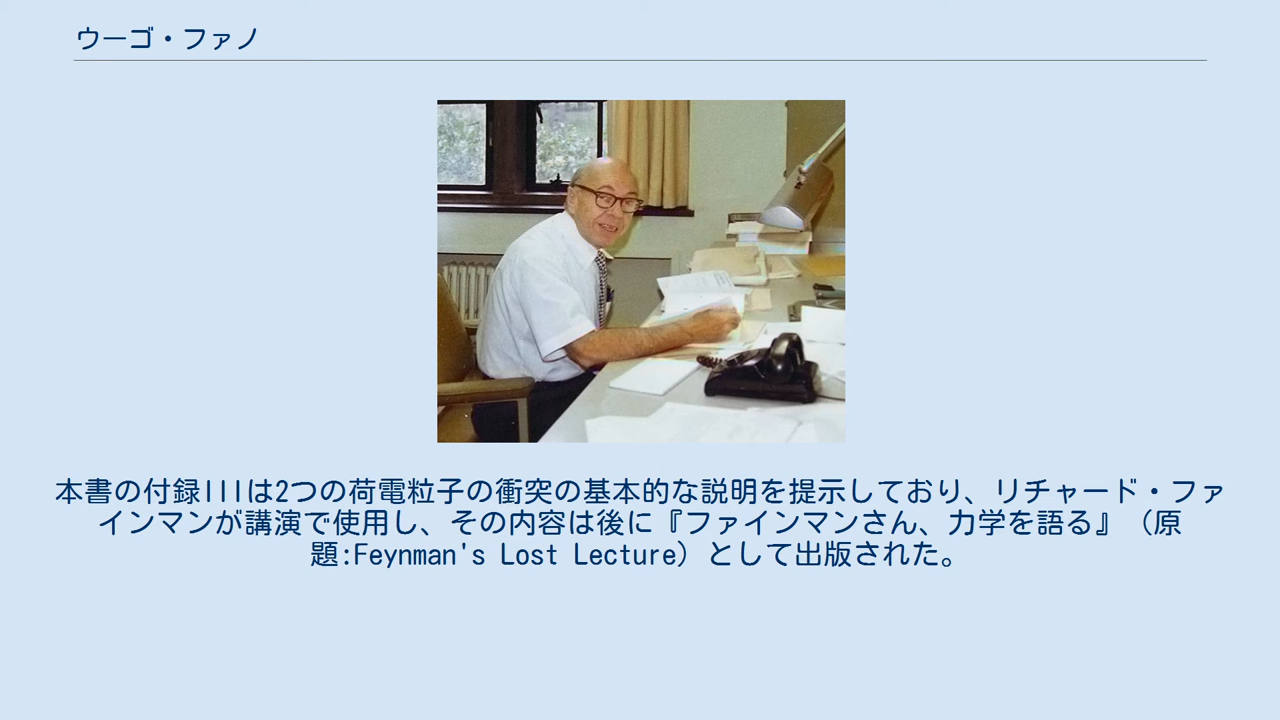 ウーゴ・ファノ
本書の付録IIIは2つの荷電粒子の衝突の基本的な説明を提示しており、リチャード・ファ
インマンが講演で使用し、その内容は後に『ファインマンさん、力学を語る』（原
題:Feynman's Lost Lecture）として出版された。